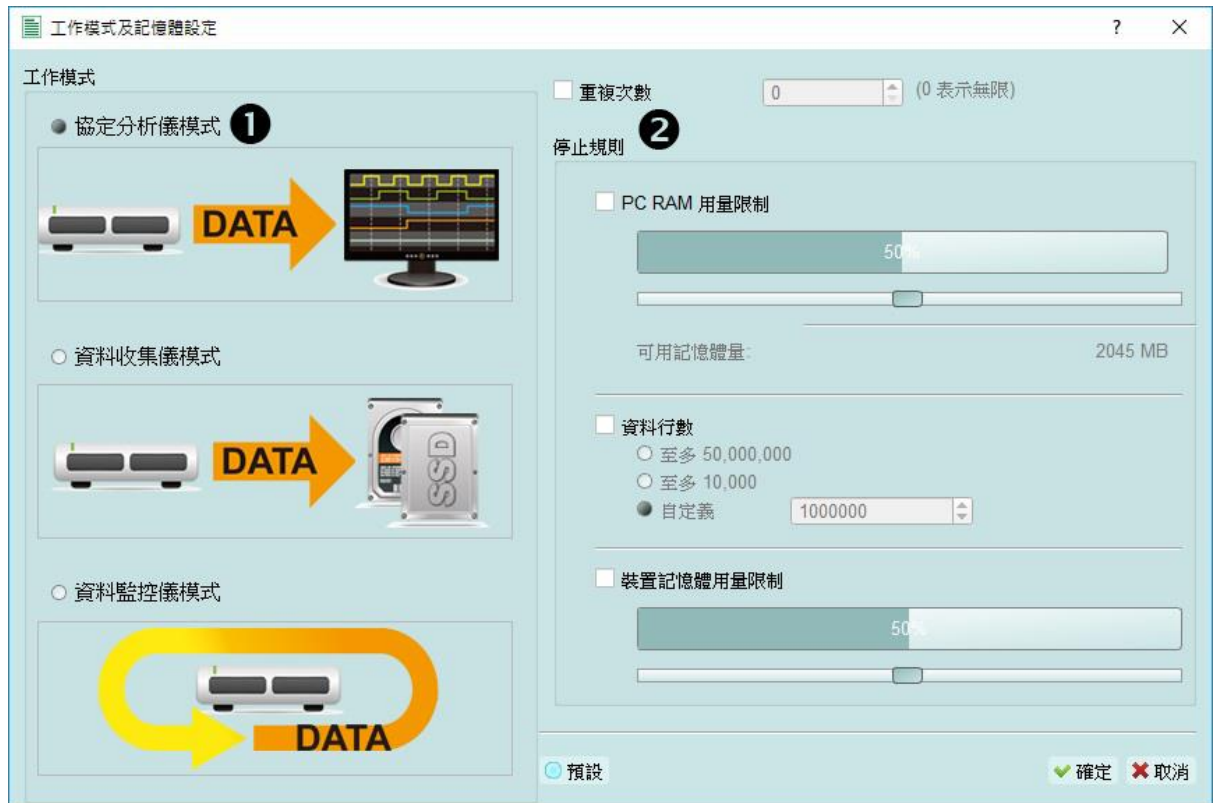 工作模式及記憶體設定
?
工作模式
❶
協定分析儀模式
DATA
資料收集儀模式
DATA
SSD
資料監控儀模式
DATA
重複次數 0 (0 表示無限)
❷
停止規則
PC RAM 用量限制
50%
可用記憶體量: 2045 MB
資料行數
至多 50,000,000
至多 10,000
自定義 1000000
裝置記憶體用量限制
50%
預設
確定
取消